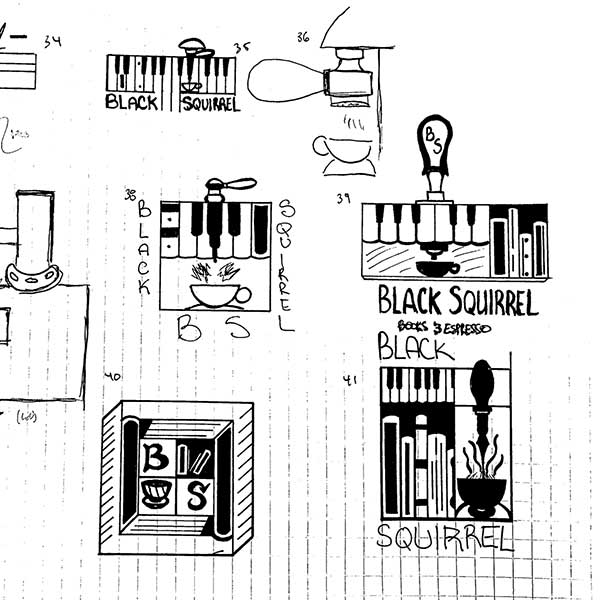 34
35
36
BLACK SQUIRREL
38
BLACK
SQUIRREL
B S
39
BS
BLACK SQUIRREL
BOOKS & ESPRESSO
40
B
S
41
BLACK
SQUIRREL